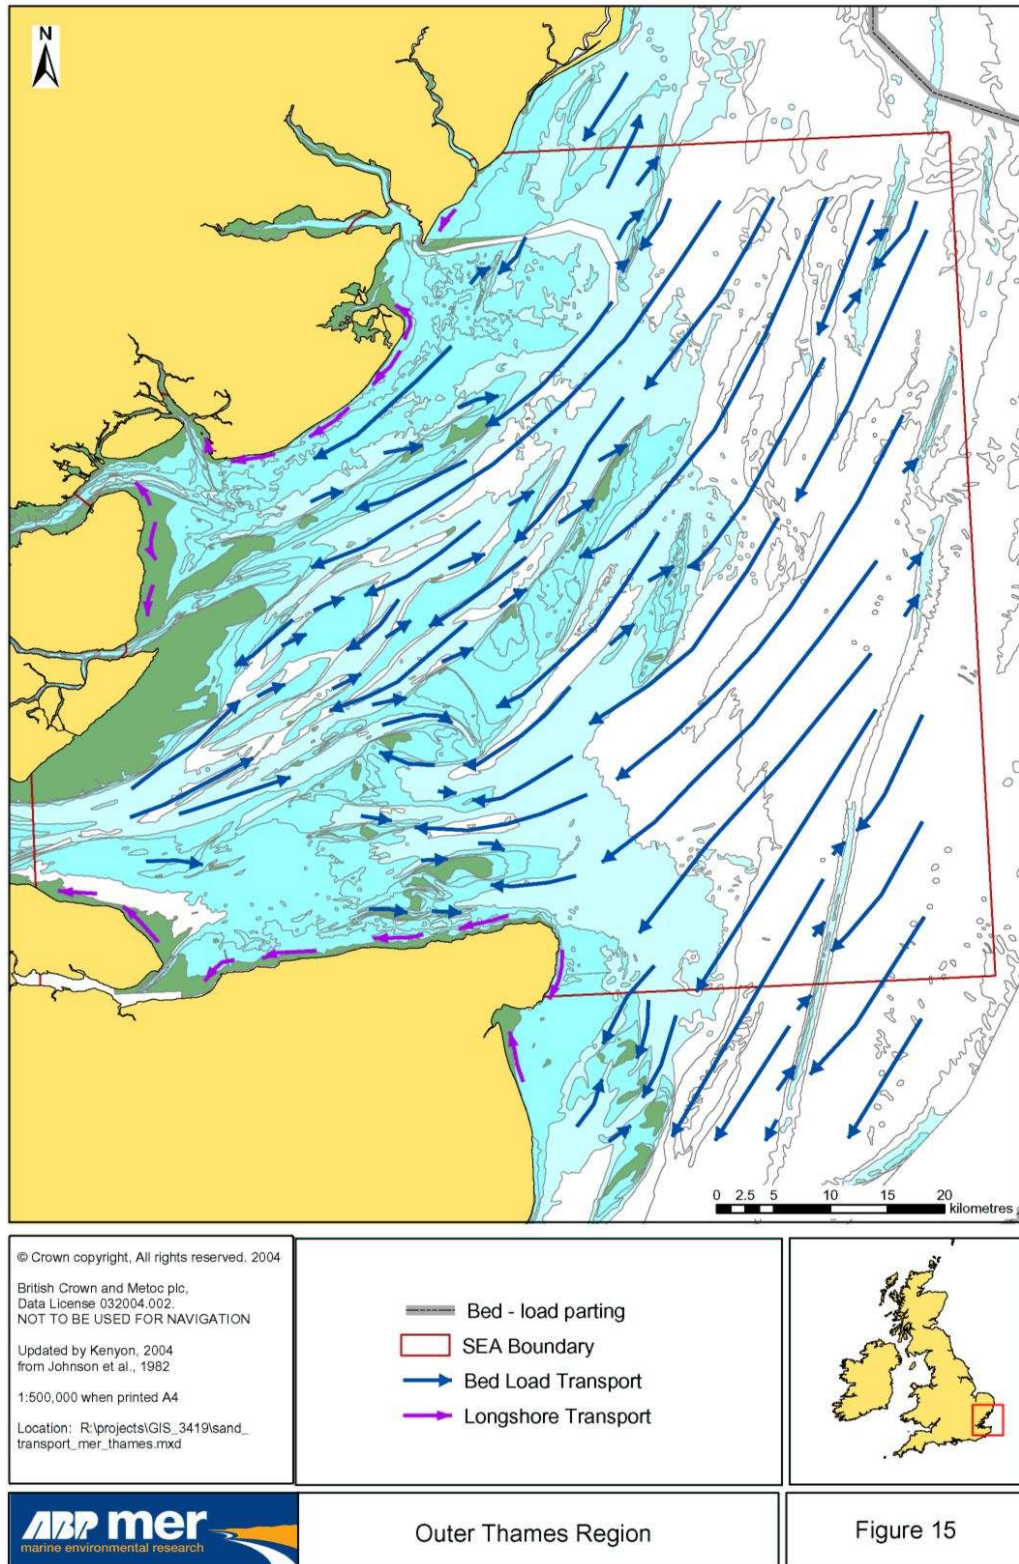 N
0 2.5 5 10 15 20
kilometres
© Crown copyright, All rights reserved. 2004
British Crown and Metoc plc,
Data License 032004.002.
NOT TO BE USED FOR NAVIGATION
Updated by Kenyon, 2004
from Johnson et al., 1982
1:500,000 when printed A4
Location: R:\projects\GIS_3419\sand_
transport_mer_thames.mxd
Bed - load parting
SEA Boundary
Bed Load Transport
Longshore Transport
ABP mer
marine environmental research
Outer Thames Region
Figure 15